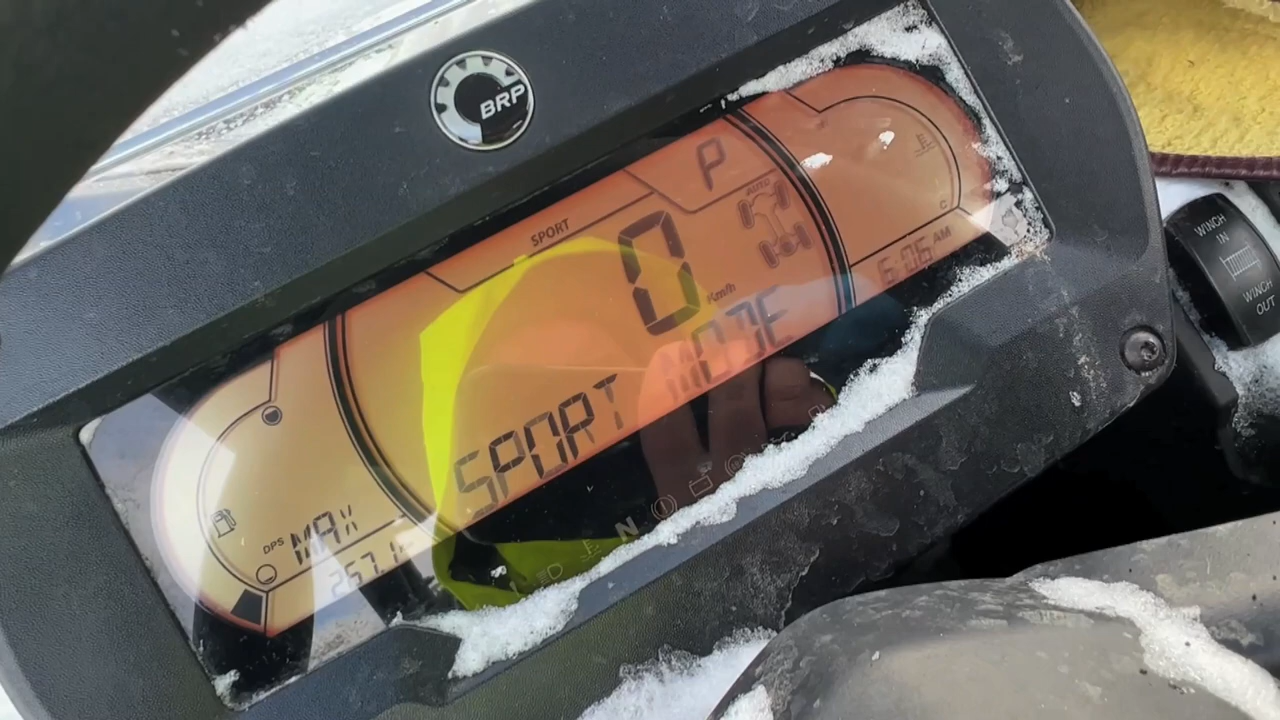 BRP
P
SPORT
AUTO
0
Km/h
C
6:06 AM
SPORT MODE
DPS MAX
N
WINCH
IN
WINCH
OUT